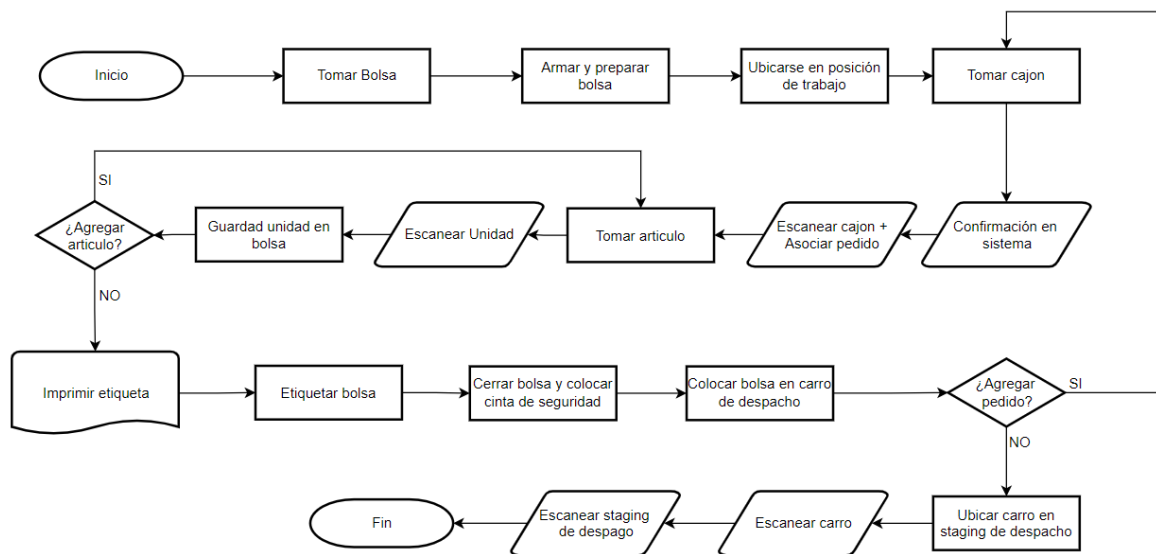 Inicio
Tomar Bolsa
Armar y preparar
bolsa
Ubicarse en posición
de trabajo
Tomar cajon
SI
¿Agregar
articulo?
Guardad unidad en
bolsa
Escanear Unidad
Tomar articulo
Escanear cajon +
Asociar pedido
Confirmación en
sistema
NO
Imprimir etiqueta
Etiquetar bolsa
Cerrar bolsa y colocar
cinta de seguridad
Colocar bolsa en carro
de despacho
¿Agregar
pedido?
SI
NO
Fin
Escanear staging
de despago
Escanear carro
Ubicar carro en
staging de despacho